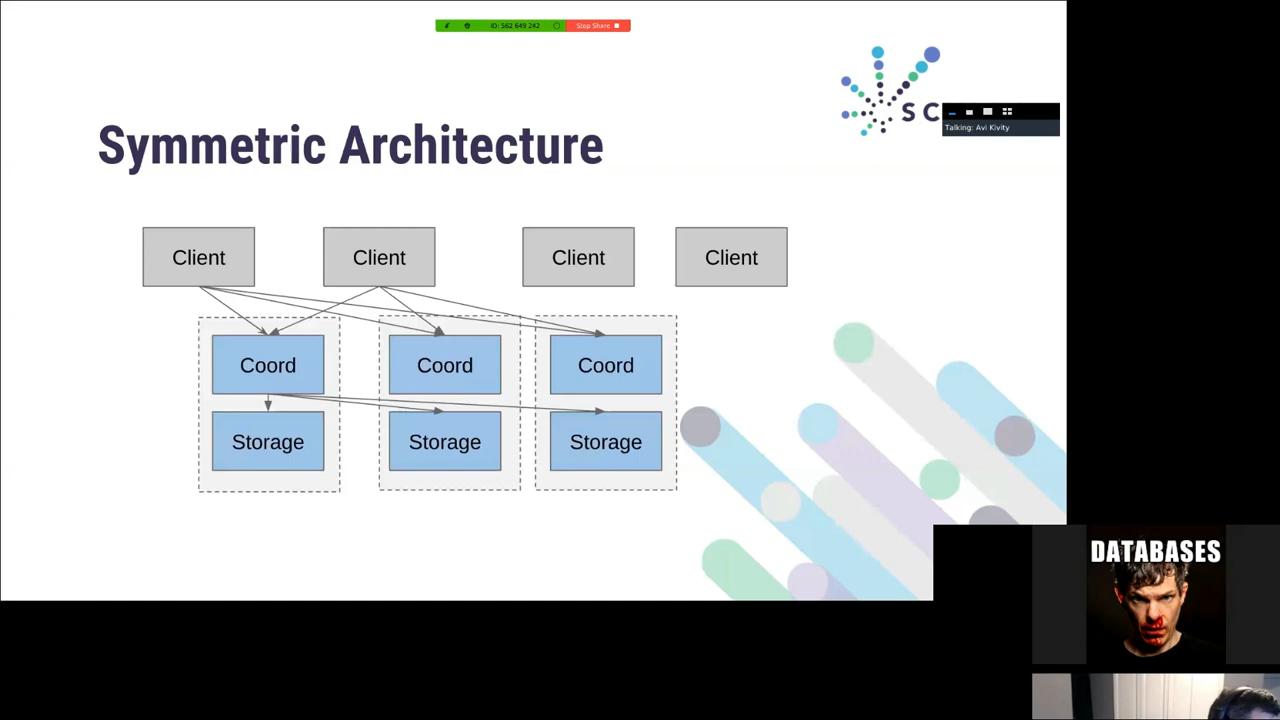 ID: 562 649 242
Stop Share
SC
Talking: Avi Kivity
Symmetric Architecture
Client Client Client Client
Coord Coord Coord
Storage Storage Storage
DATABASES